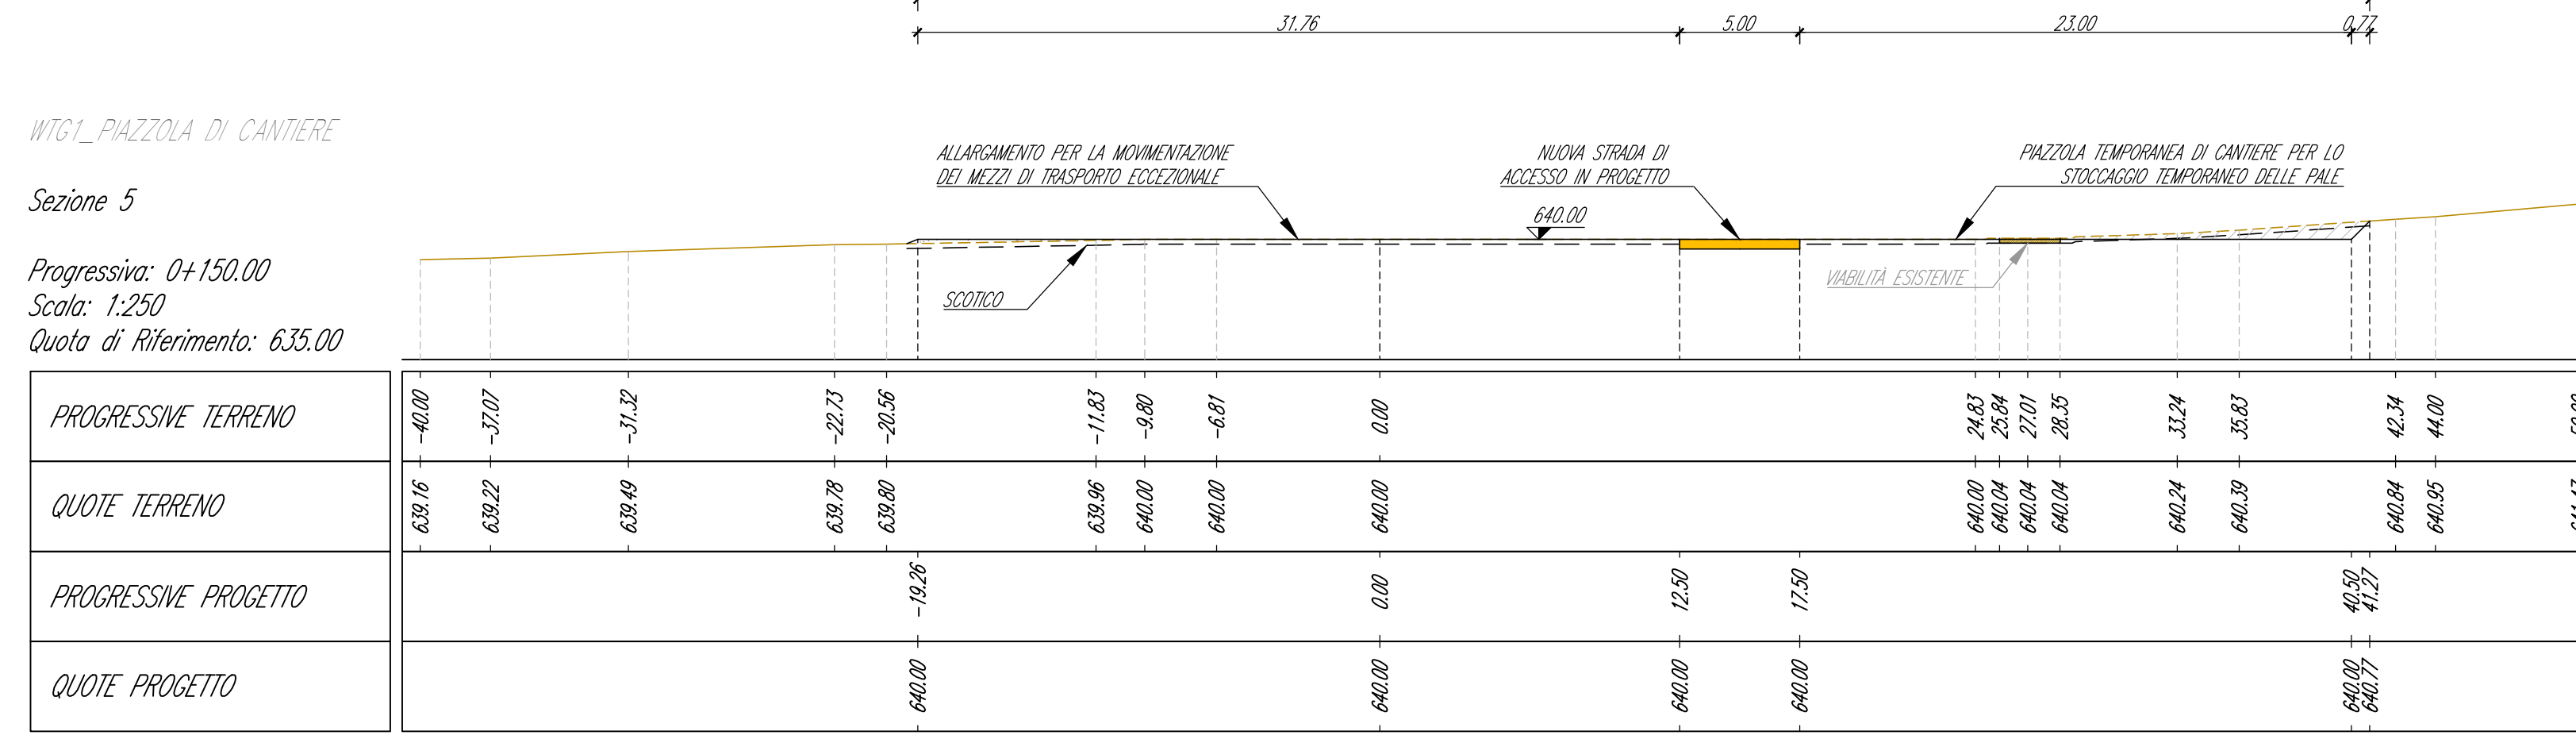 31.76 5.00 23.00 0.77
WTG1_PIAZZOLA DI CANTIERE
Sezione 5
Progressiva: 0+150.00
Scala: 1:250
Quota di Riferimento: 635.00
ALLARGAMENTO PER LA MOVIMENTAZIONE
DEI MEZZI DI TRASPORTO ECCEZIONALE
NUOVA STRADA DI
ACCESSO IN PROGETTO
PIAZZOLA TEMPORANEA DI CANTIERE PER LO
STOCCAGGIO TEMPORANEO DELLE PALE
640.00
SCOTICO
VIABILITÀ ESISTENTE
PROGRESSIVE TERRENO -40.00 -37.07 -31.32 -22.73 -20.56 -11.83 -9.80 -6.81 0.00 24.83 25.84 27.01 28.35 33.24 35.83 42.34 44.00
QUOTE TERRENO 639.16 639.22 639.49 639.78 639.80 639.96 640.00 640.00 640.00 640.00 640.04 640.04 640.04 640.24 640.39 640.84 640.95
PROGRESSIVE PROGETTO -19.26 0.00 12.50 17.50 40.50 41.27
QUOTE PROGETTO 640.00 640.00 640.00 640.00 640.00 640.77